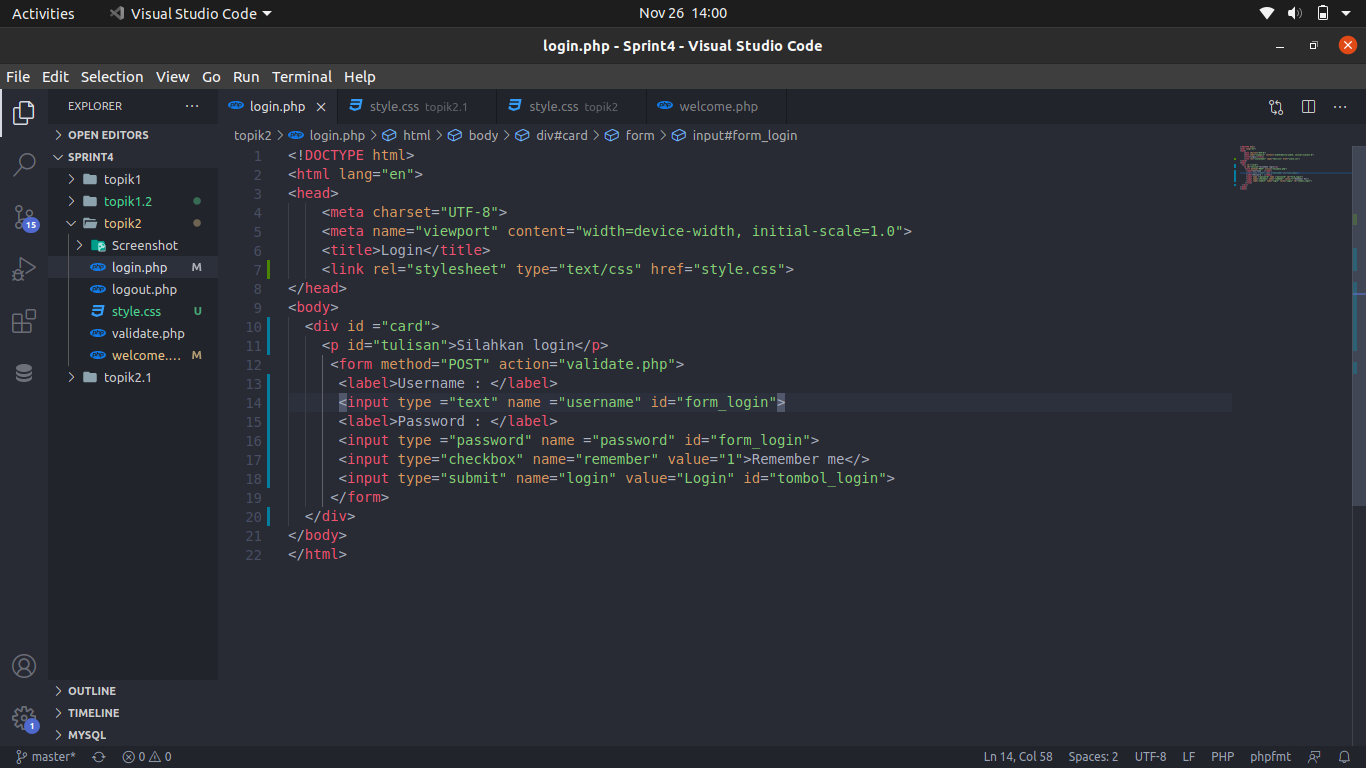 Activities
Visual Studio Code
Nov 26 14:00
login.php - Sprint4 - Visual Studio Code
File Edit Selection View Go Run Terminal Help
EXPLORER
login.php
style.css topik2.1
style.css topik2
welcome.php
topik2 > login.php > html > body > div#card > form > input#form_login
OPEN EDITORS
SPRINT4
topik1
topik1.2
topik2
Screenshot
login.php M
logout.php
style.css U
validate.php
welcome.... M
topik2.1
15
1 <!DOCTYPE html>
2 <html lang="en">
3 <head>
4 <meta charset="UTF-8">
5 <meta name="viewport" content="width=device-width, initial-scale=1.0">
6 <title>Login</title>
7 <link rel="stylesheet" type="text/css" href="style.css">
8 </head>
9 <body>
10 <div id ="card">
11 <p id="tulisan">Silahkan login</p>
12 <form method="POST" action="validate.php">
13 <label>Username : </label>
14 <input type ="text" name ="username" id="form_login">
15 <label>Password : </label>
16 <input type ="password" name ="password" id="form_login">
17 <input type="checkbox" name="remember" value="1">Remember me</>
18 <input type="submit" name="login" value="Login" id="tombol_login">
19 </form>
20 </div>
21 </body>
22 </html>
OUTLINE
TIMELINE
MYSQL
1
master* 0 0
Ln 14, Col 58 Spaces: 2 UTF-8 LF PHP phpfmt